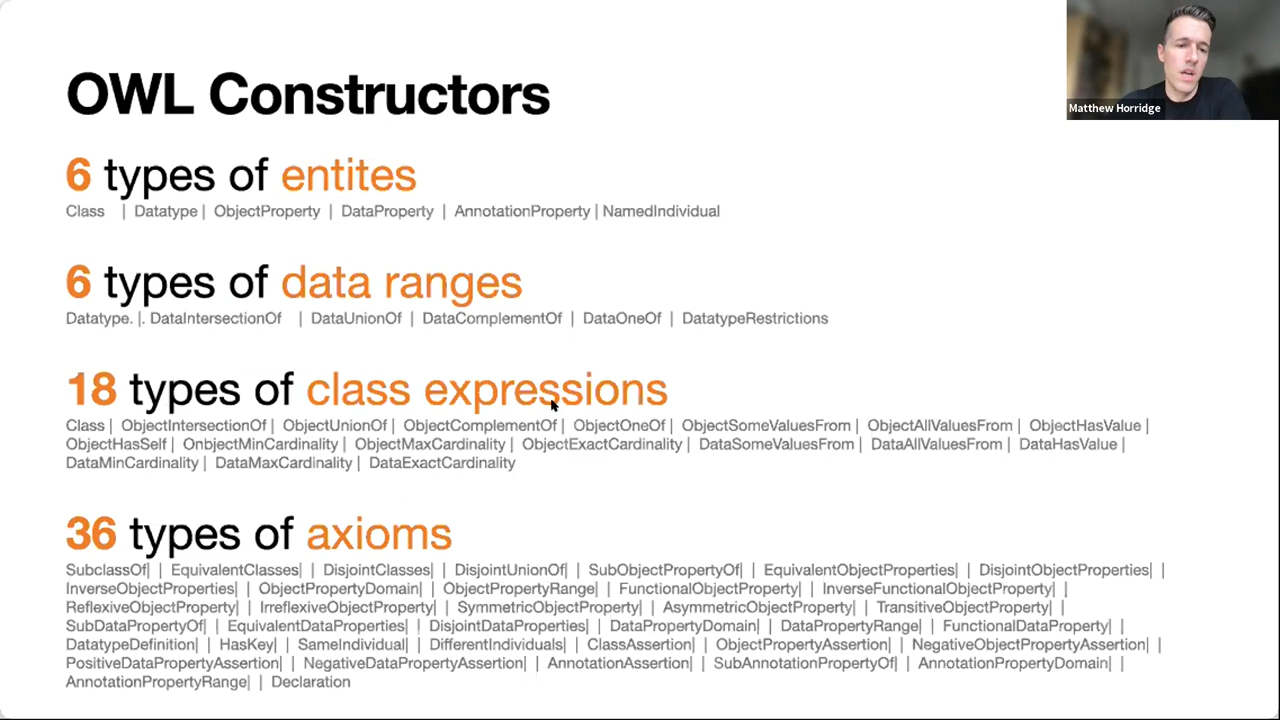 OWL Constructors
Matthew Horridge
6 types of entites
Class | Datatype | ObjectProperty | DataProperty | AnnotationProperty | NamedIndividual
6 types of data ranges
Datatype. |. DataIntersectionOf | DataUnionOf | DataComplementOf | DataOneOf | DatatypeRestrictions
18 types of class expressions
Class | ObjectIntersectionOf | ObjectUnionOf | ObjectComplementOf | ObjectOneOf | ObjectSomeValuesFrom | ObjectAllValuesFrom | ObjectHasValue |
ObjectHasSelf | OnbjectMinCardinality | ObjectMaxCardinality | ObjectExactCardinality | DataSomeValuesFrom | DataAllValuesFrom | DataHasValue |
DataMinCardinality | DataMaxCardinality | DataExactCardinality
36 types of axioms
SubclassOf| | EquivalentClasses| | DisjointClasses| | DisjointUnionOf| | SubObjectPropertyOf| | EquivalentObjectProperties| | DisjointObjectProperties| |
InverseObjectProperties| | ObjectPropertyDomain| | ObjectPropertyRange| | FunctionalObjectProperty| | InverseFunctionalObjectProperty| |
ReflexiveObjectProperty| | IrreflexiveObjectProperty| | SymmetricObjectProperty| | AsymmetricObjectProperty| | TransitiveObjectProperty| |
SubDataPropertyOf| | EquivalentDataProperties| | DisjointDataProperties| | DataPropertyDomain| | DataPropertyRange| | FunctionalDataProperty| |
DatatypeDefinition| | HasKey| | SameIndividual| | DifferentIndividuals| | ClassAssertion| | ObjectPropertyAssertion| | NegativeObjectPropertyAssertion| |
PositiveDataPropertyAssertion| | NegativeDataPropertyAssertion| | AnnotationAssertion| | SubAnnotationPropertyOf| | AnnotationPropertyDomain| |
AnnotationPropertyRange| | Declaration